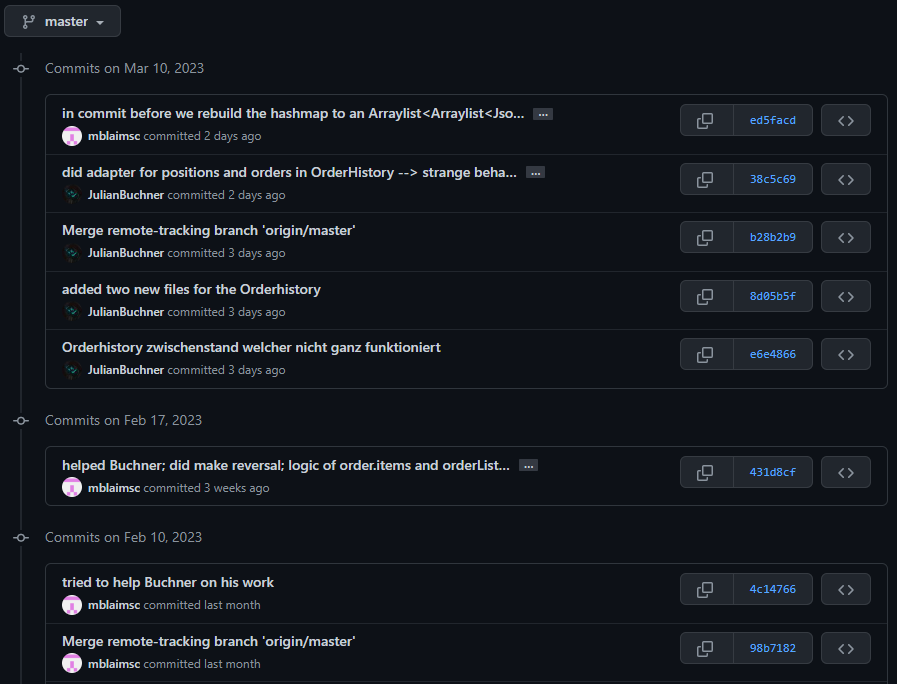 master
Commits on Mar 10, 2023
in commit before we rebuild the hashmap to an Arraylist<Arraylist<Jso... ...
ed5facd
mblaimsc committed 2 days ago
did adapter for positions and orders in OrderHistory --> strange beha... ...
38c5c69
JulianBuchner committed 2 days ago
Merge remote-tracking branch 'origin/master'
b28b2b9
JulianBuchner committed 3 days ago
added two new files for the Orderhistory
8d05b5f
JulianBuchner committed 3 days ago
Orderhistory zwischenstand welcher nicht ganz funktioniert
e6e4866
JulianBuchner committed 3 days ago
Commits on Feb 17, 2023
helped Buchner; did make reversal; logic of order.items and orderList... ...
431d8cf
mblaimsc committed 3 weeks ago
Commits on Feb 10, 2023
tried to help Buchner on his work
4c14766
mblaimsc committed last month
Merge remote-tracking branch 'origin/master'
98b7182
mblaimsc committed last month